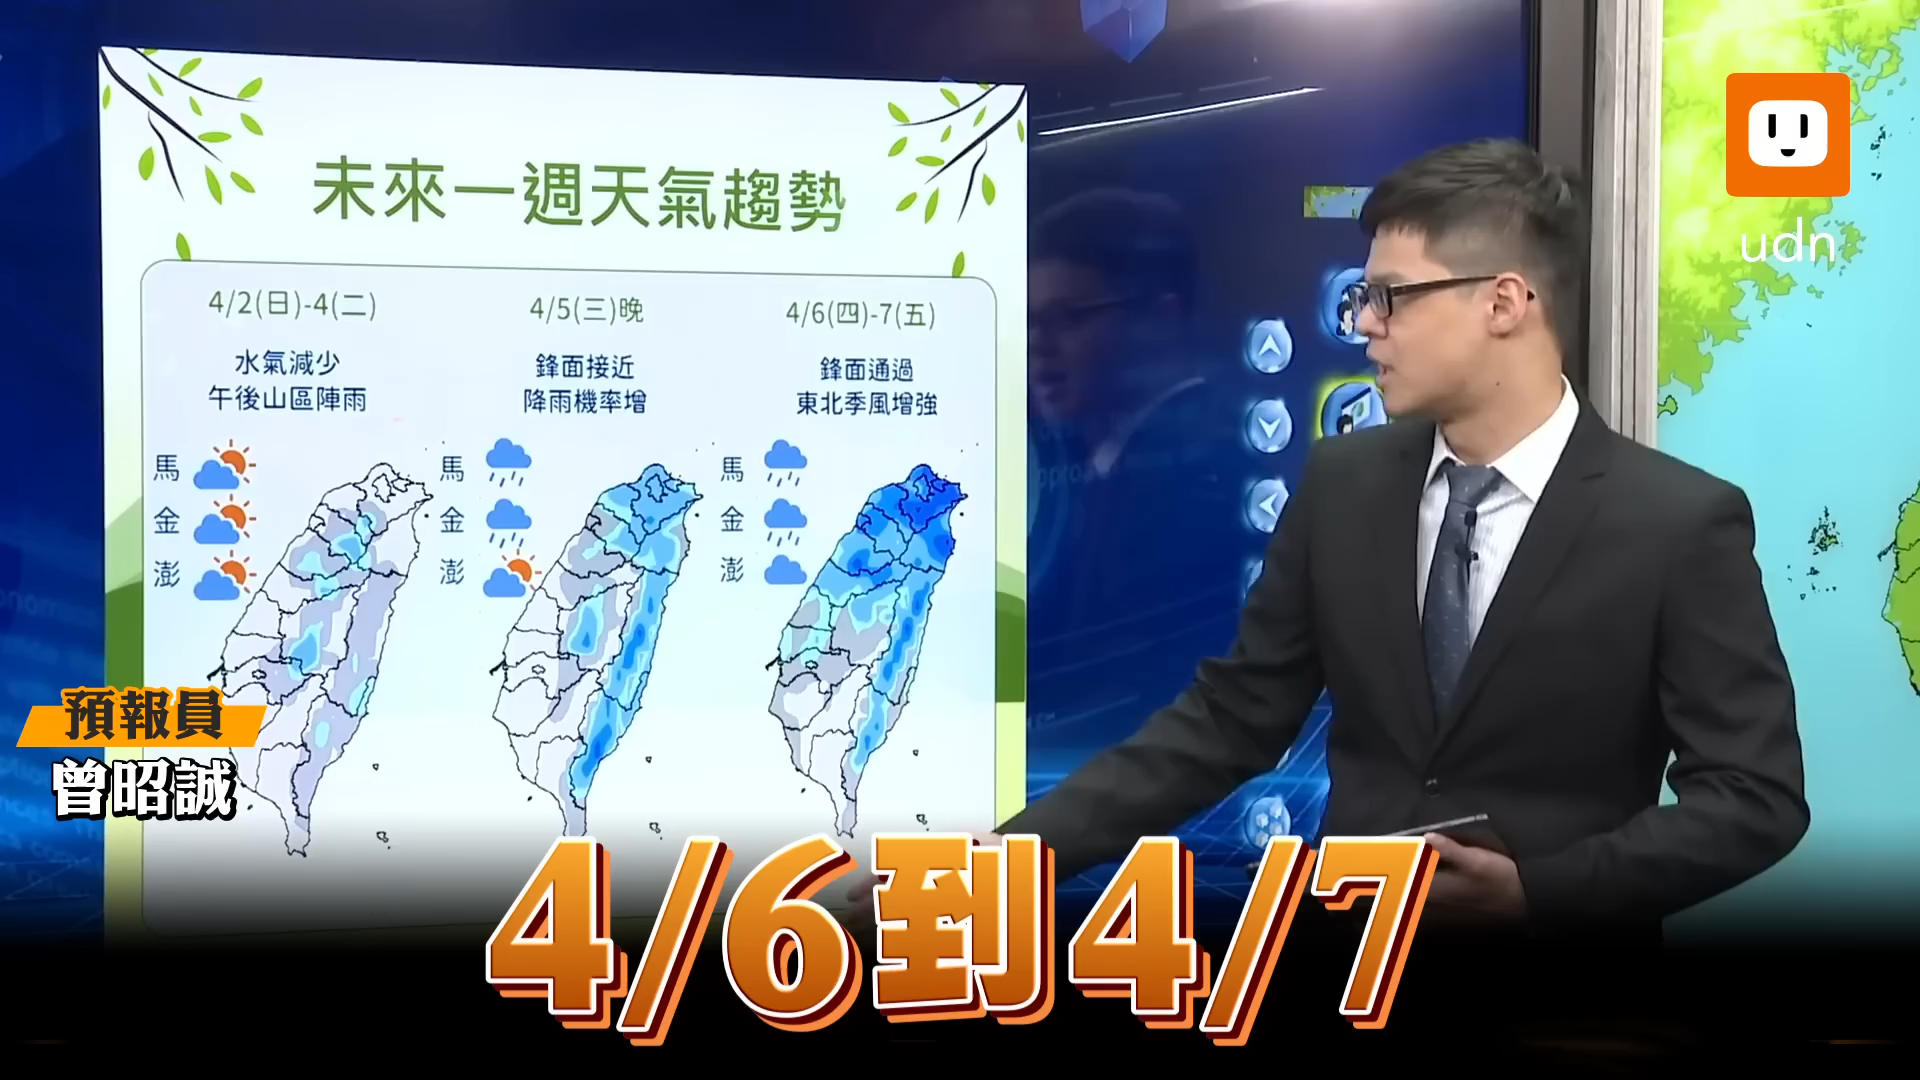 未來一週天氣趨勢
4/2(日)-4(二)
水氣減少
午後山區陣雨
馬
金
澎
4/5(三)晚
鋒面接近
降雨機率增
馬
金
澎
4/6(四)-7(五)
鋒面通過
東北季風增強
馬
金
澎
udn
預報員
曾昭誠
4/6到4/7